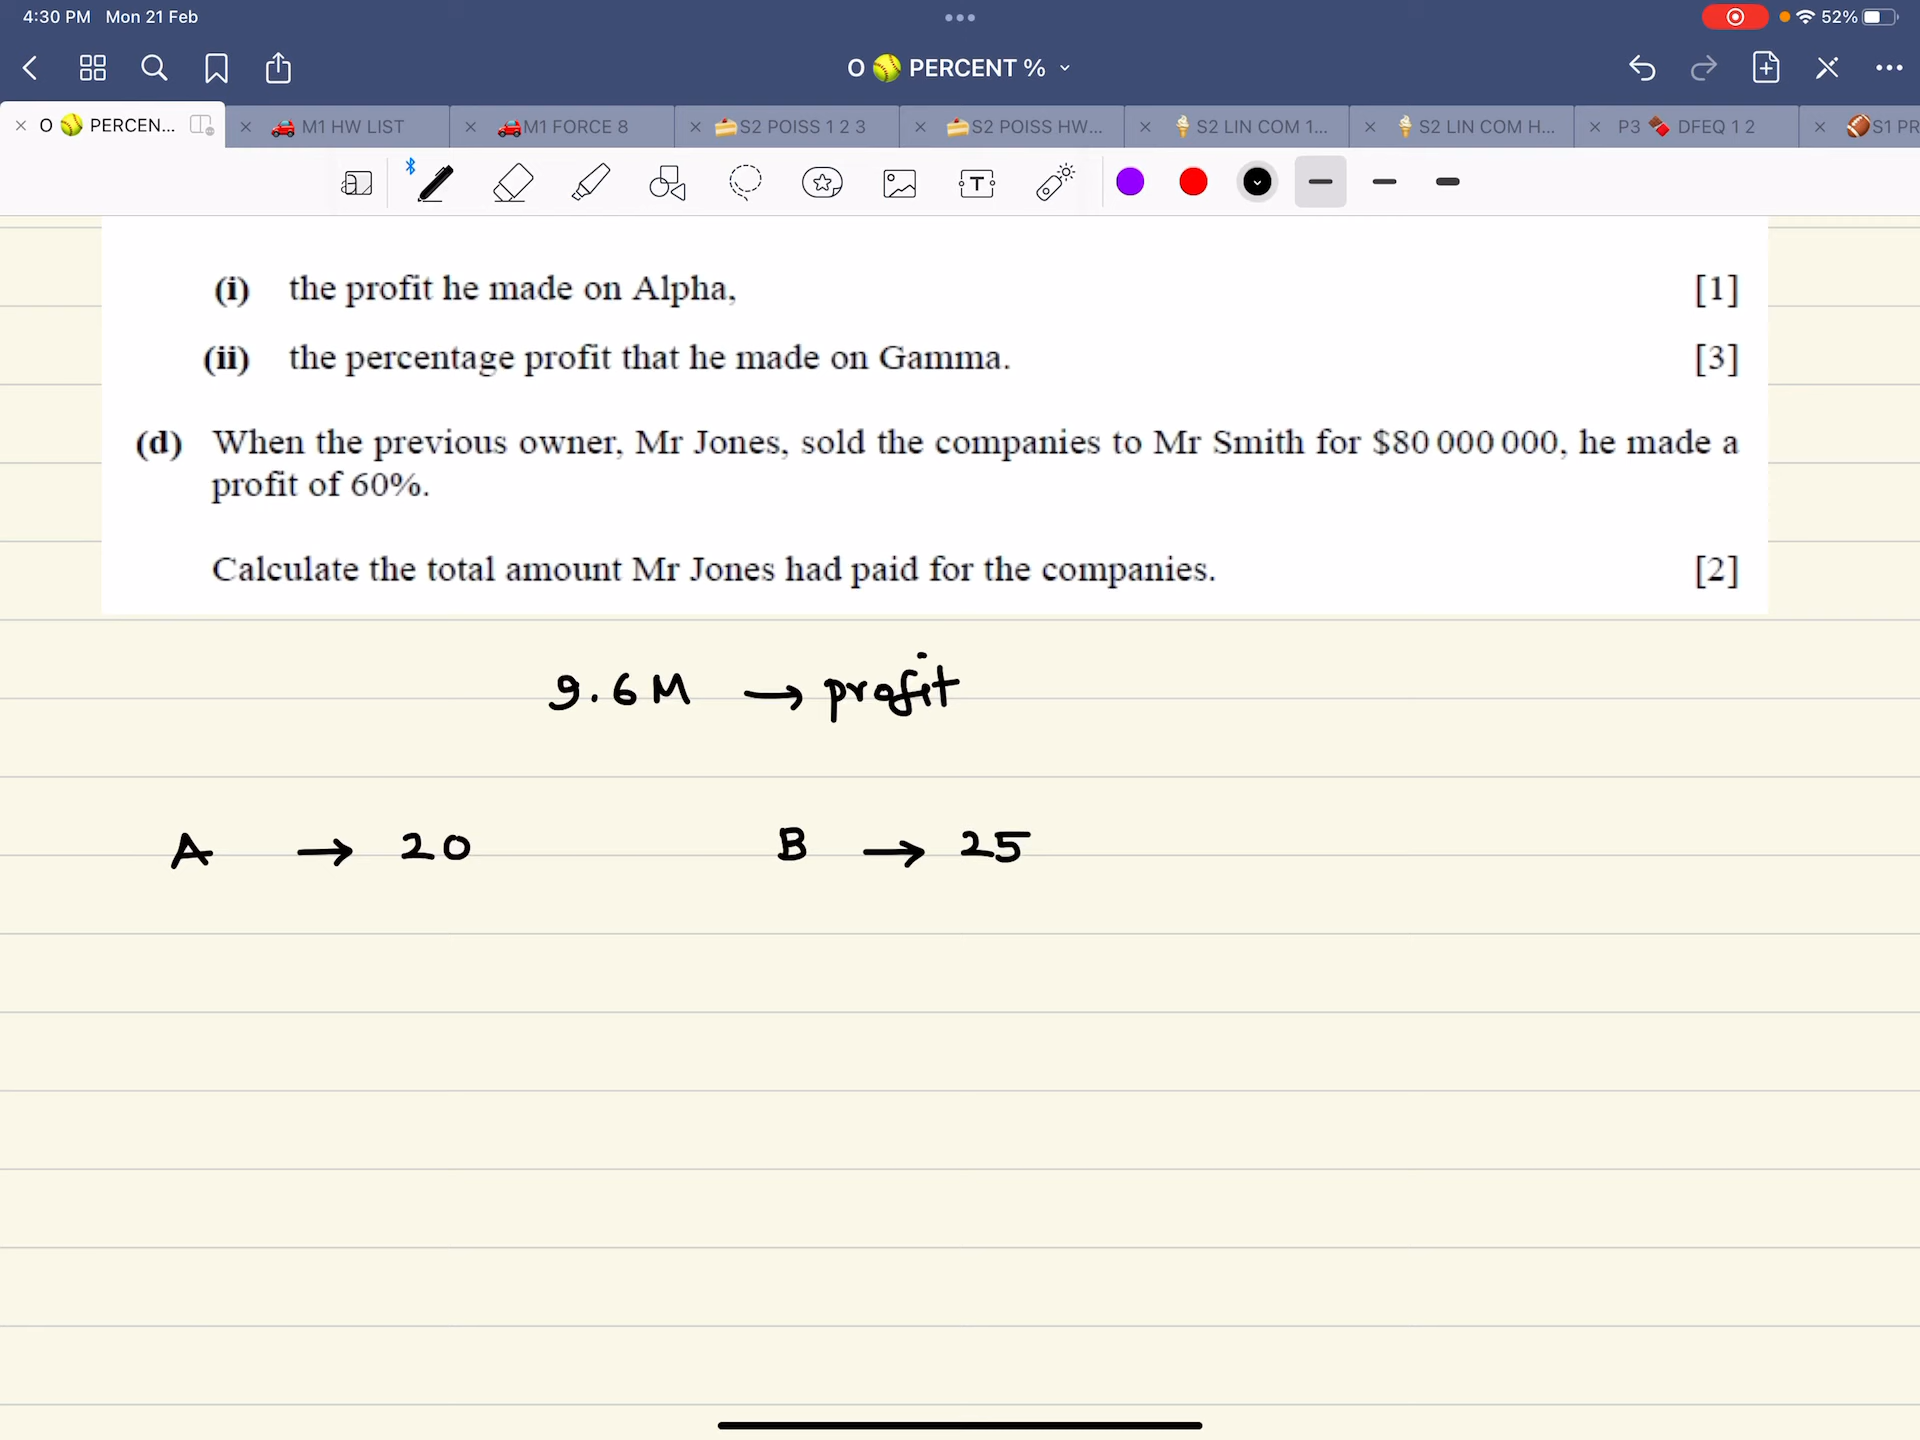 4:30 PM Mon 21 Feb
52%
O 🥎 PERCENT %
O 🥎 PERCEN...
🚗 M1 HW LIST
🚗M1 FORCE 8
🍰S2 POISS 1 2 3
🍰S2 POISS HW...
🍦 S2 LIN COM 1...
🍦 S2 LIN COM H...
P3 🍫 DFEQ 1 2
🏈S1 PR
T
(i) the profit he made on Alpha, [1]
(ii) the percentage profit that he made on Gamma. [3]
(d) When the previous owner, Mr Jones, sold the companies to Mr Smith for $80 000 000, he made a
profit of 60%.
Calculate the total amount Mr Jones had paid for the companies. [2]
9.6 M → profit
A → 20 B → 25